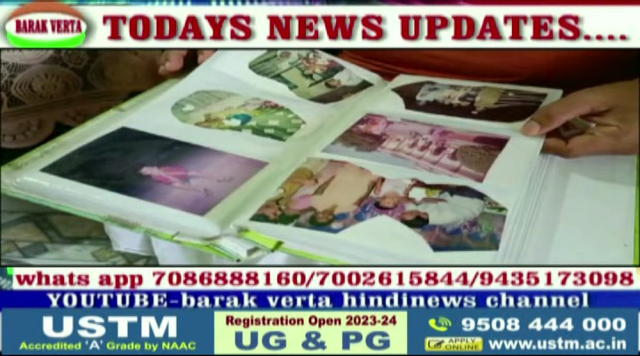 BARAK VERTA
TODAYS NEWS UPDATES....
whats app 7086888160/7002615844/9435173098
YOUTUBE-barak verta hindinews channel
USTM
Accredited 'A' Grade by NAAC
Registration Open 2023-24
UG & PG
9508 444 000
APPLY ONLINE
www.ustm.ac.in